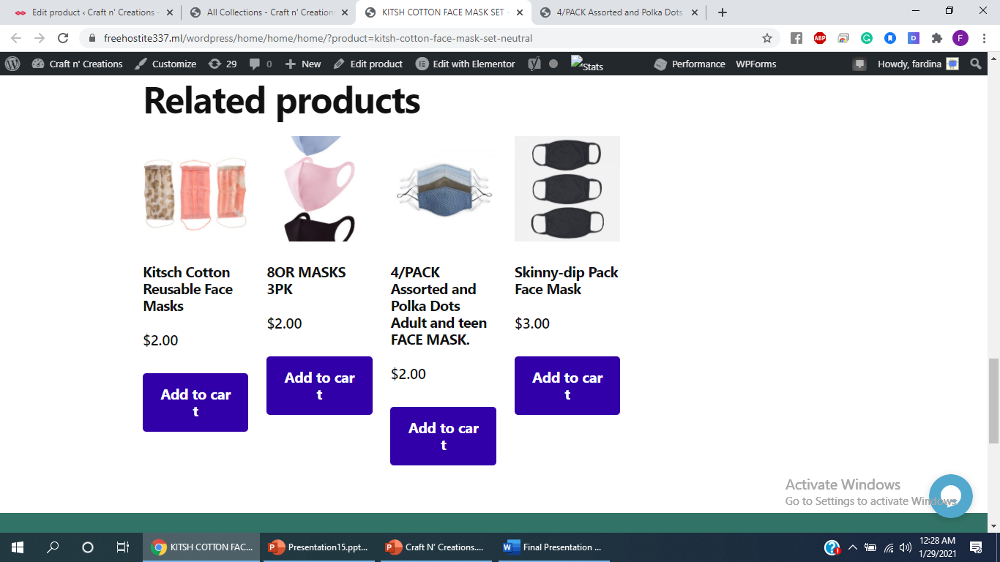 Edit product ‹ Craft n' Creations -
All Collections - Craft n' Creations
KITSH COTTON FACE MASK SET -
4/PACK Assorted and Polka Dots
freehostite337.ml/wordpress/home/home/home/?product=kitsh-cotton-face-mask-set-neutral
ABP
F
Craft n' Creations
Customize
29
0
New
Edit product
Edit with Elementor
Stats
Performance
WPForms
Howdy, fardina
Related products
Kitsch Cotton
Reusable Face
Masks
$2.00
Add to car
t
8OR MASKS
3PK
$2.00
Add to car
t
4/PACK
Assorted and
Polka Dots
Adult and teen
FACE MASK.
$2.00
Add to car
t
Skinny-dip Pack
Face Mask
$3.00
Add to car
t
Activate Windows
Go to Settings to activate Windows.
KITSH COTTON FAC...
Presentation15.ppt...
Craft N' Creations....
Final Presentation ...
12:28 AM
1/29/2021